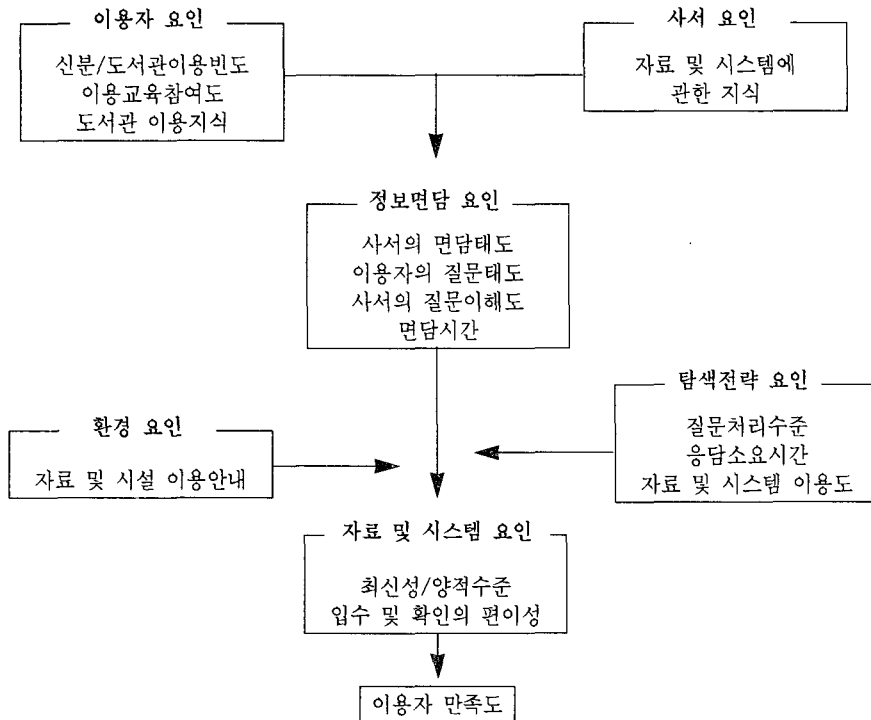 이용자 요인
신분/도서관이용빈도
이용교육참여도
도서관 이용지식
사서 요인
자료 및 시스템에
관한 지식
정보면담 요인
사서의 면담태도
이용자의 질문태도
사서의 질문이해도
면담시간
탐색전략 요인
질문처리수준
응답소요시간
자료 및 시스템 이용도
환경 요인
자료 및 시설 이용안내
자료 및 시스템 요인
최신성/양적수준
입수 및 확인의 편이성
이용자 만족도